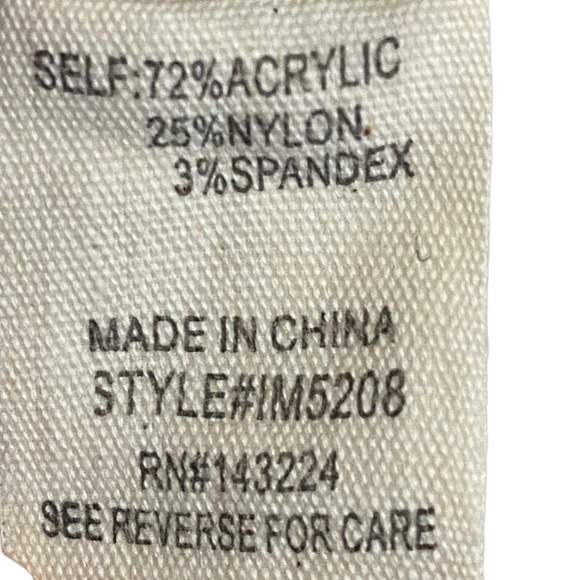 SELF:72%ACRYLIC
25%NYLON.
3%SPANDEX
MADE IN CHINA
STYLE#IM5208
RN#143224
SEE REVERSE FOR CARE